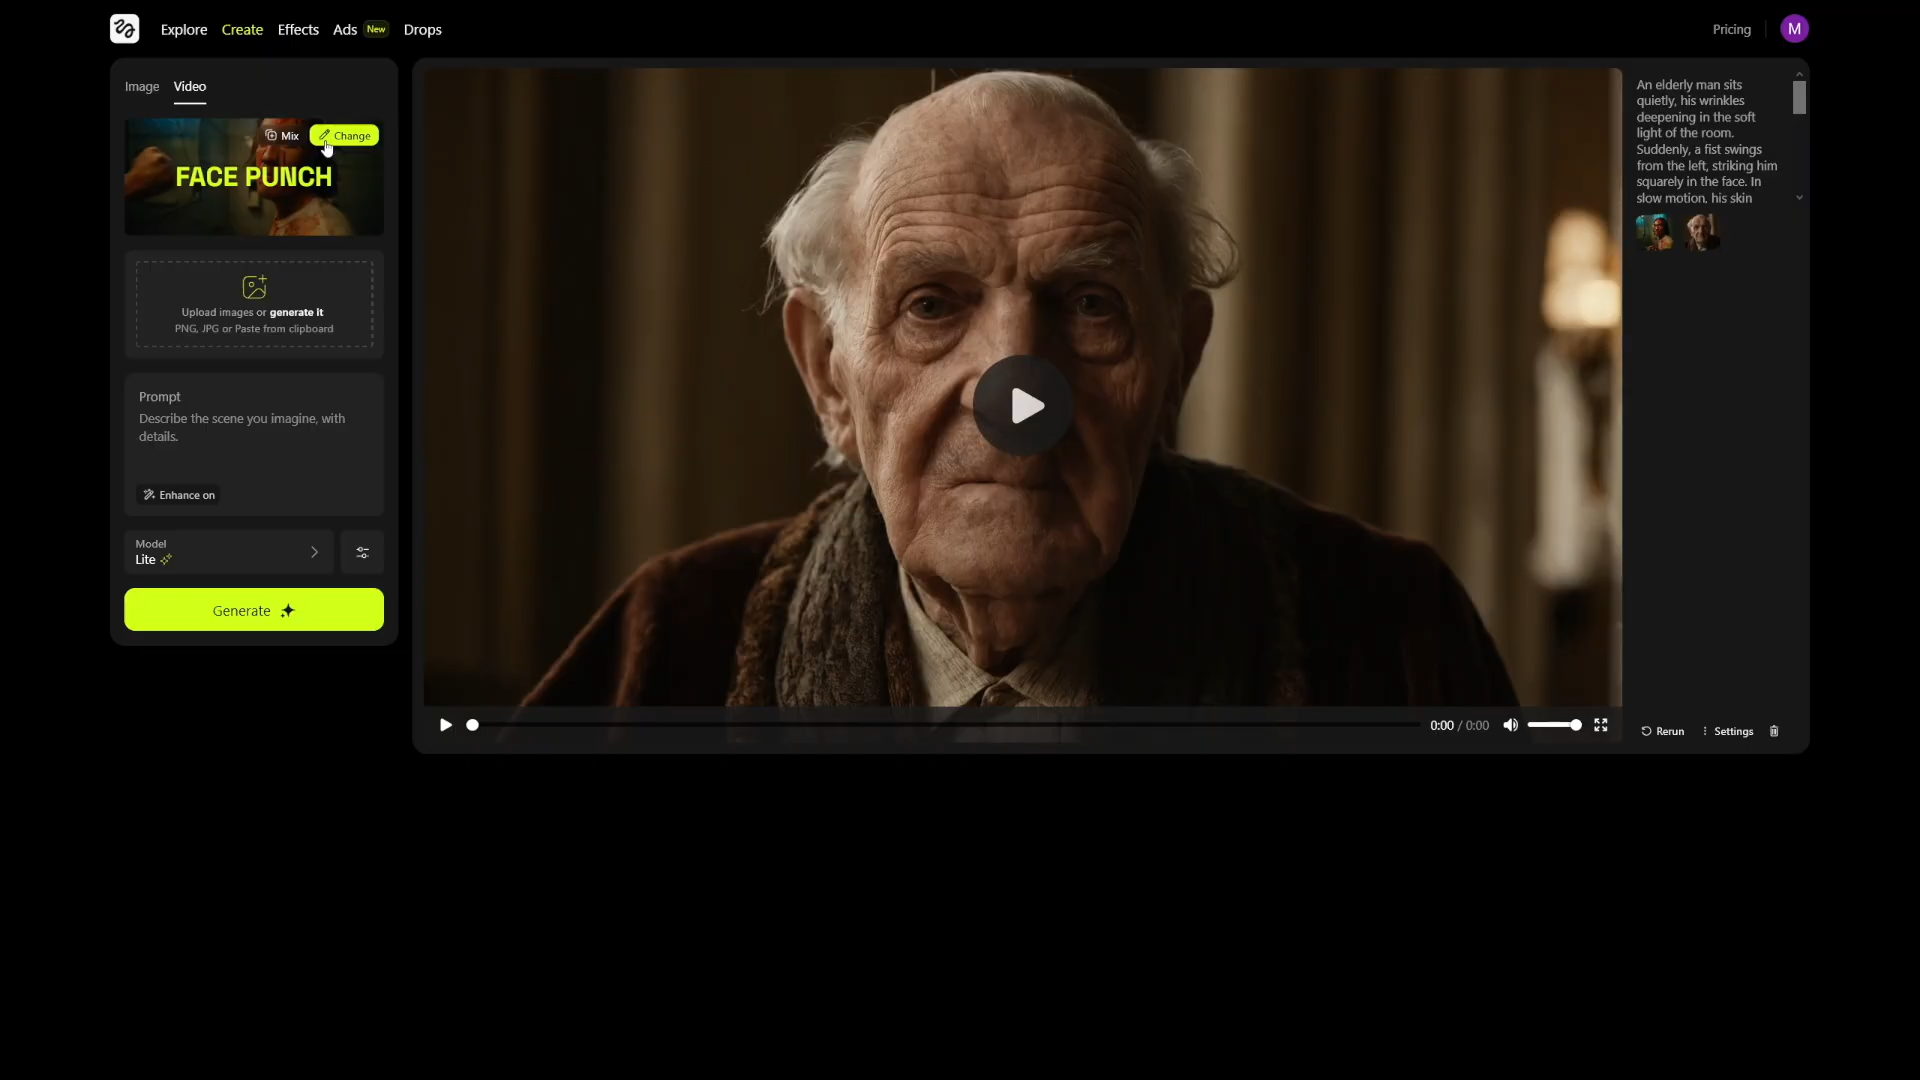 Explore Create Effects Ads New Drops
Pricing M
Image Video
Mix Change
FACE PUNCH
Upload images or generate it
PNG, JPG or Paste from clipboard
Prompt
Describe the scene you imagine, with
details.
Enhance on
Model
Lite
Generate
0:00 / 0:00
An elderly man sits
quietly, his wrinkles
deepening in the soft
light of the room.
Suddenly, a fist swings
from the left, striking him
squarely in the face. In
slow motion, his skin
Rerun Settings